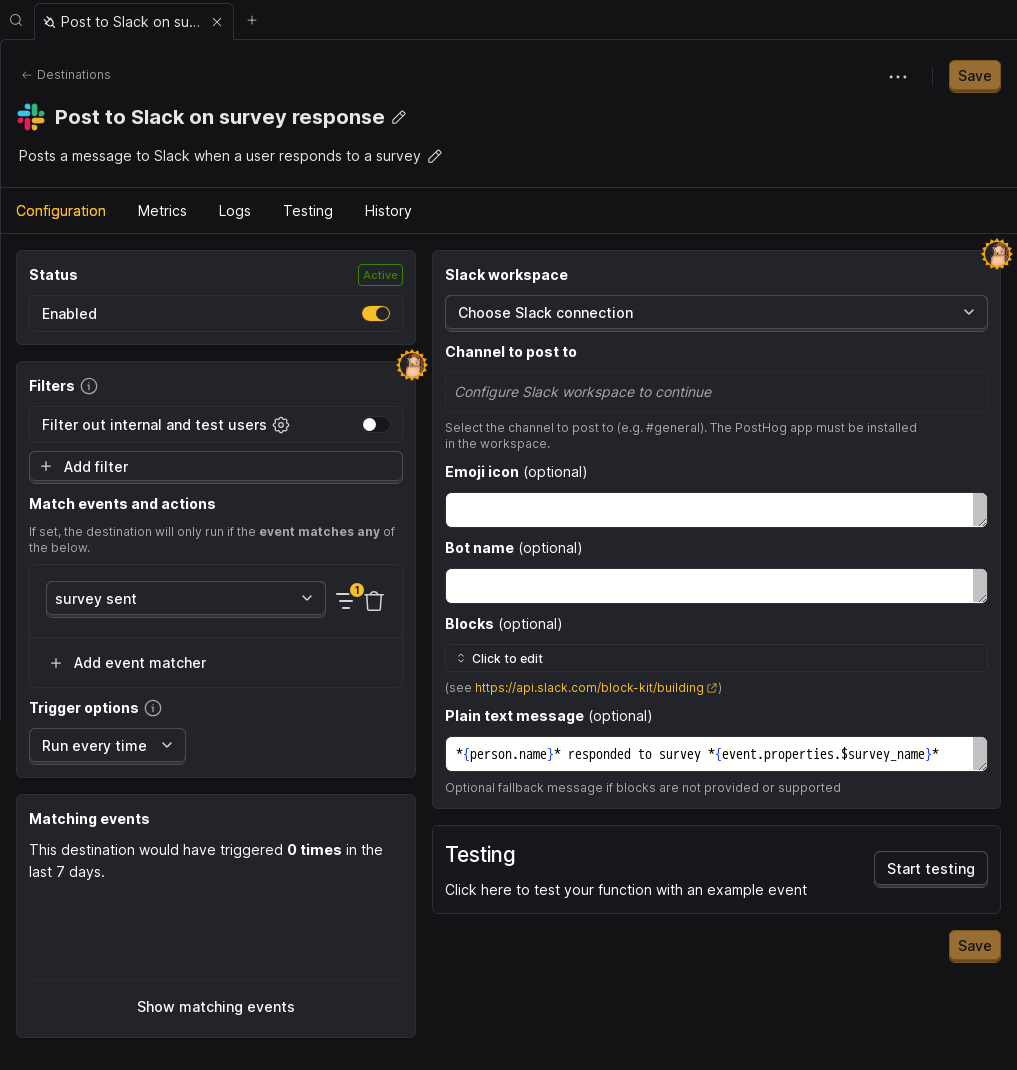 Post to Slack on su...
Destinations
Save
Post to Slack on survey response
Posts a message to Slack when a user responds to a survey
Configuration
Metrics
Logs
Testing
History
Status
Active
Enabled
Filters
Filter out internal and test users
Add filter
Match events and actions
If set, the destination will only run if the event matches any of
the below.
survey sent
1
Add event matcher
Trigger options
Run every time
Matching events
This destination would have triggered 0 times in the
last 7 days.
Show matching events
Slack workspace
Choose Slack connection
Channel to post to
Configure Slack workspace to continue
Select the channel to post to (e.g. #general). The PostHog app must be installed
in the workspace.
Emoji icon (optional)
Bot name (optional)
Blocks (optional)
Click to edit
(see https://api.slack.com/block-kit/building)
Plain text message (optional)
*{person.name}* responded to survey *{event.properties.$survey_name}*
Optional fallback message if blocks are not provided or supported
Testing
Click here to test your function with an example event
Start testing
Save